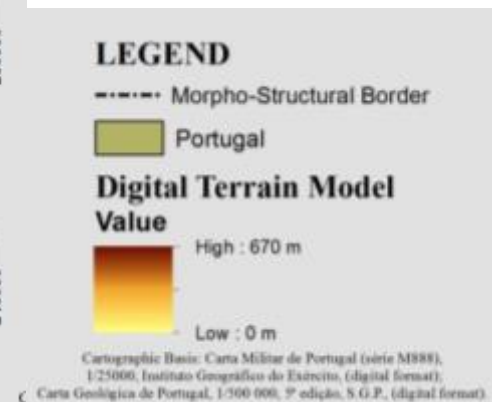 LEGEND
Morpho-Structural Border
Portugal
Digital Terrain Model
Value
High : 670 m
Low : 0 m
Cartographic Basis: Carta Militar de Portugal (série M888),
1/25000, Instituto Geográfico do Exército, (digital format);
Carta Geológica de Portugal, 1/500 000, 5ª edição, S.G.P., (digital format).